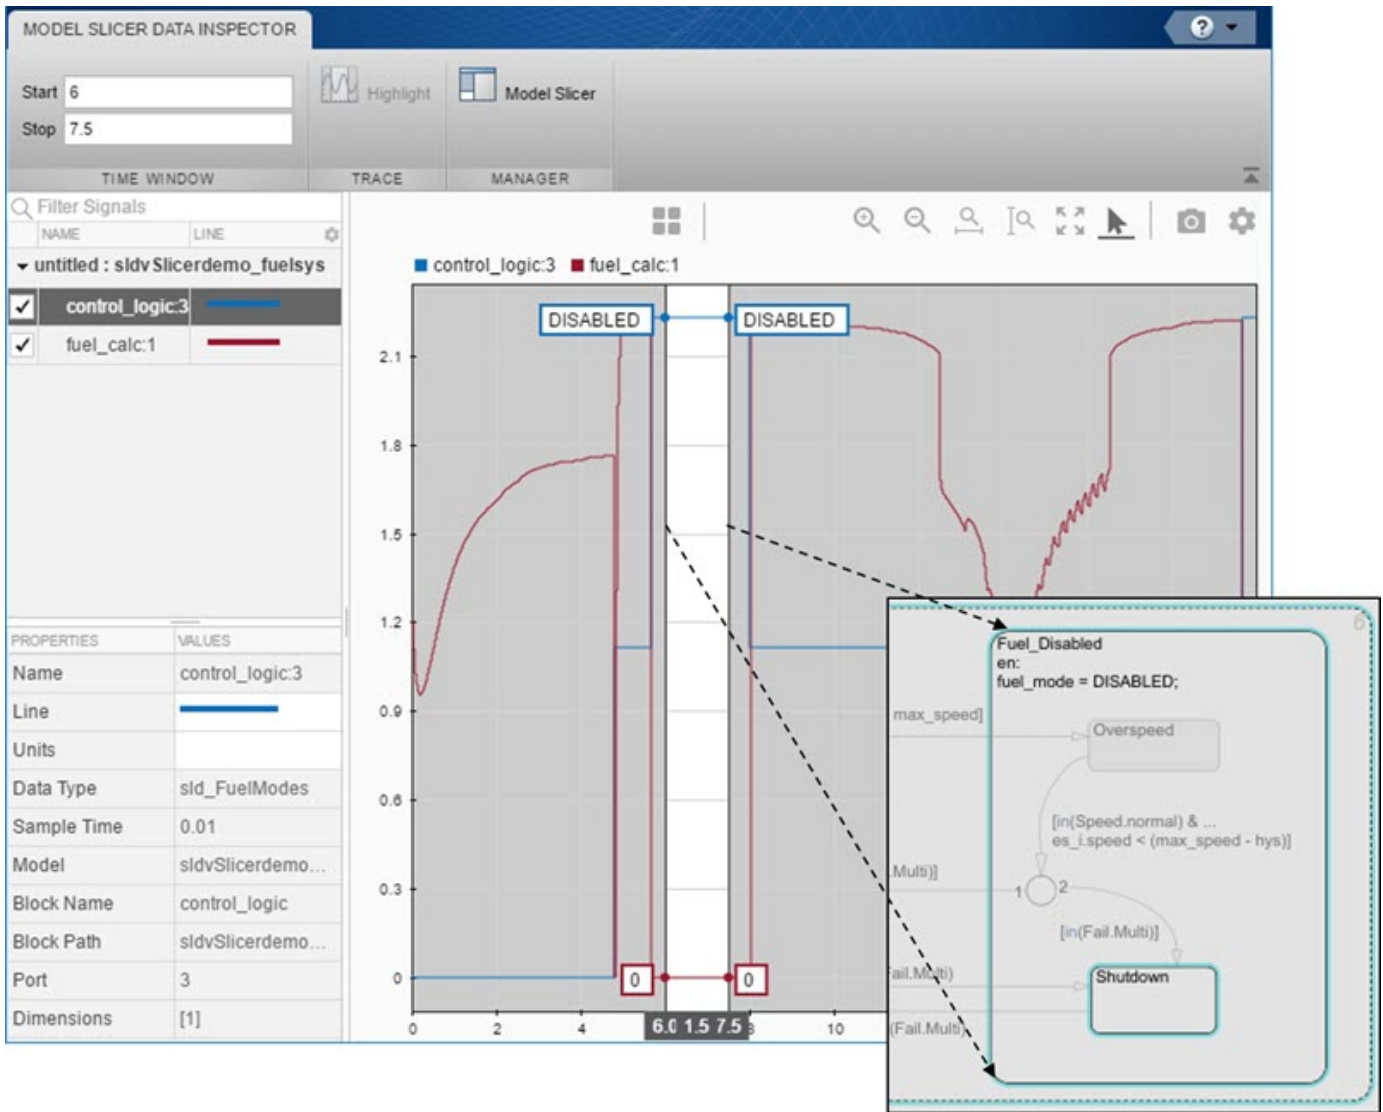 MODEL SLICER DATA INSPECTOR
?
Start 6
Stop 7.5
Highlight
Model Slicer
TIME WINDOW
TRACE
MANAGER
Filter Signals
NAME LINE
untitled : sldvSlicerdemo_fuelsys
control_logic:3
fuel_calc:1
control_logic:3 fuel_calc:1
DISABLED DISABLED
2.1
1.8
1.5
1.2
0.9
0.6
0.3
0
0 0
0 2 4 6.0 1.5 7.5 8 10
PROPERTIES VALUES
Name control_logic:3
Line
Units
Data Type sld_FuelModes
Sample Time 0.01
Model sldvSlicerdemo...
Block Name control_logic
Block Path sldvSlicerdemo...
Port 3
Dimensions [1]
6
Fuel_Disabled
en:
fuel_mode = DISABLED;
max_speed]
Overspeed
[in(Speed.normal) & ...
es_i.speed < (max_speed - hys)]
.Multi)]
1 2
[in(Fail.Multi)]
Fail.Multi)
Shutdown
(Fail.Multi)